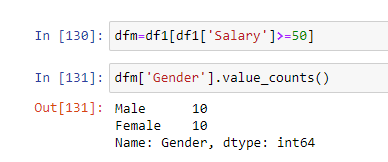 In [130]: dfm=df1[df1['Salary']>=50]
In [131]: dfm['Gender'].value_counts()
Out[131]: Male      10
Female    10
Name: Gender, dtype: int64